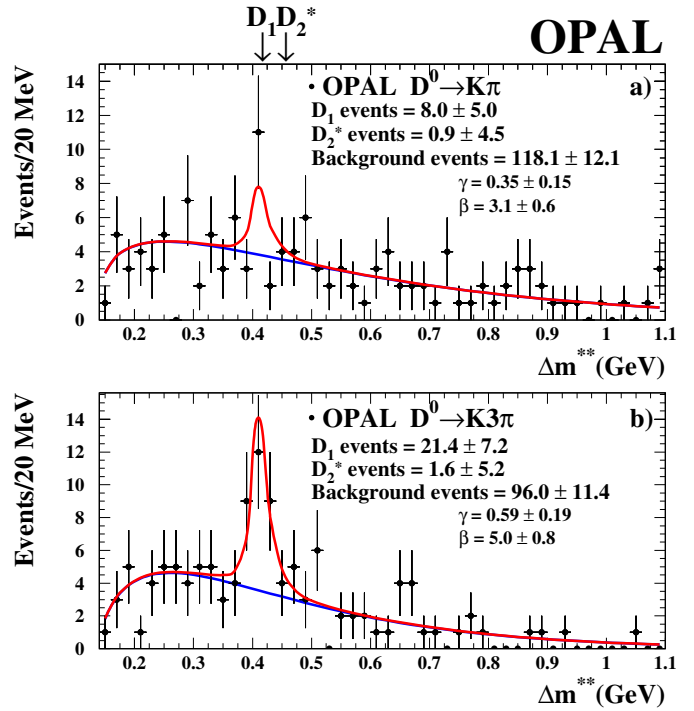 D₁D₂*
OPAL
Events/20 MeV
14
12
10
8
6
4
2
0
• OPAL D⁰→Kπ
a)
D₁ events = 8.0 ± 5.0
D₂* events = 0.9 ± 4.5
Background events = 118.1 ± 12.1
γ = 0.35 ± 0.15
β = 3.1 ± 0.6
0.2 0.3 0.4 0.5 0.6 0.7 0.8 0.9 1 1.1
Δm**(GeV)
Events/20 MeV
14
12
10
8
6
4
2
0
• OPAL D⁰→K3π
b)
D₁ events = 21.4 ± 7.2
D₂* events = 1.6 ± 5.2
Background events = 96.0 ± 11.4
γ = 0.59 ± 0.19
β = 5.0 ± 0.8
0.2 0.3 0.4 0.5 0.6 0.7 0.8 0.9 1 1.1
Δm**(GeV)